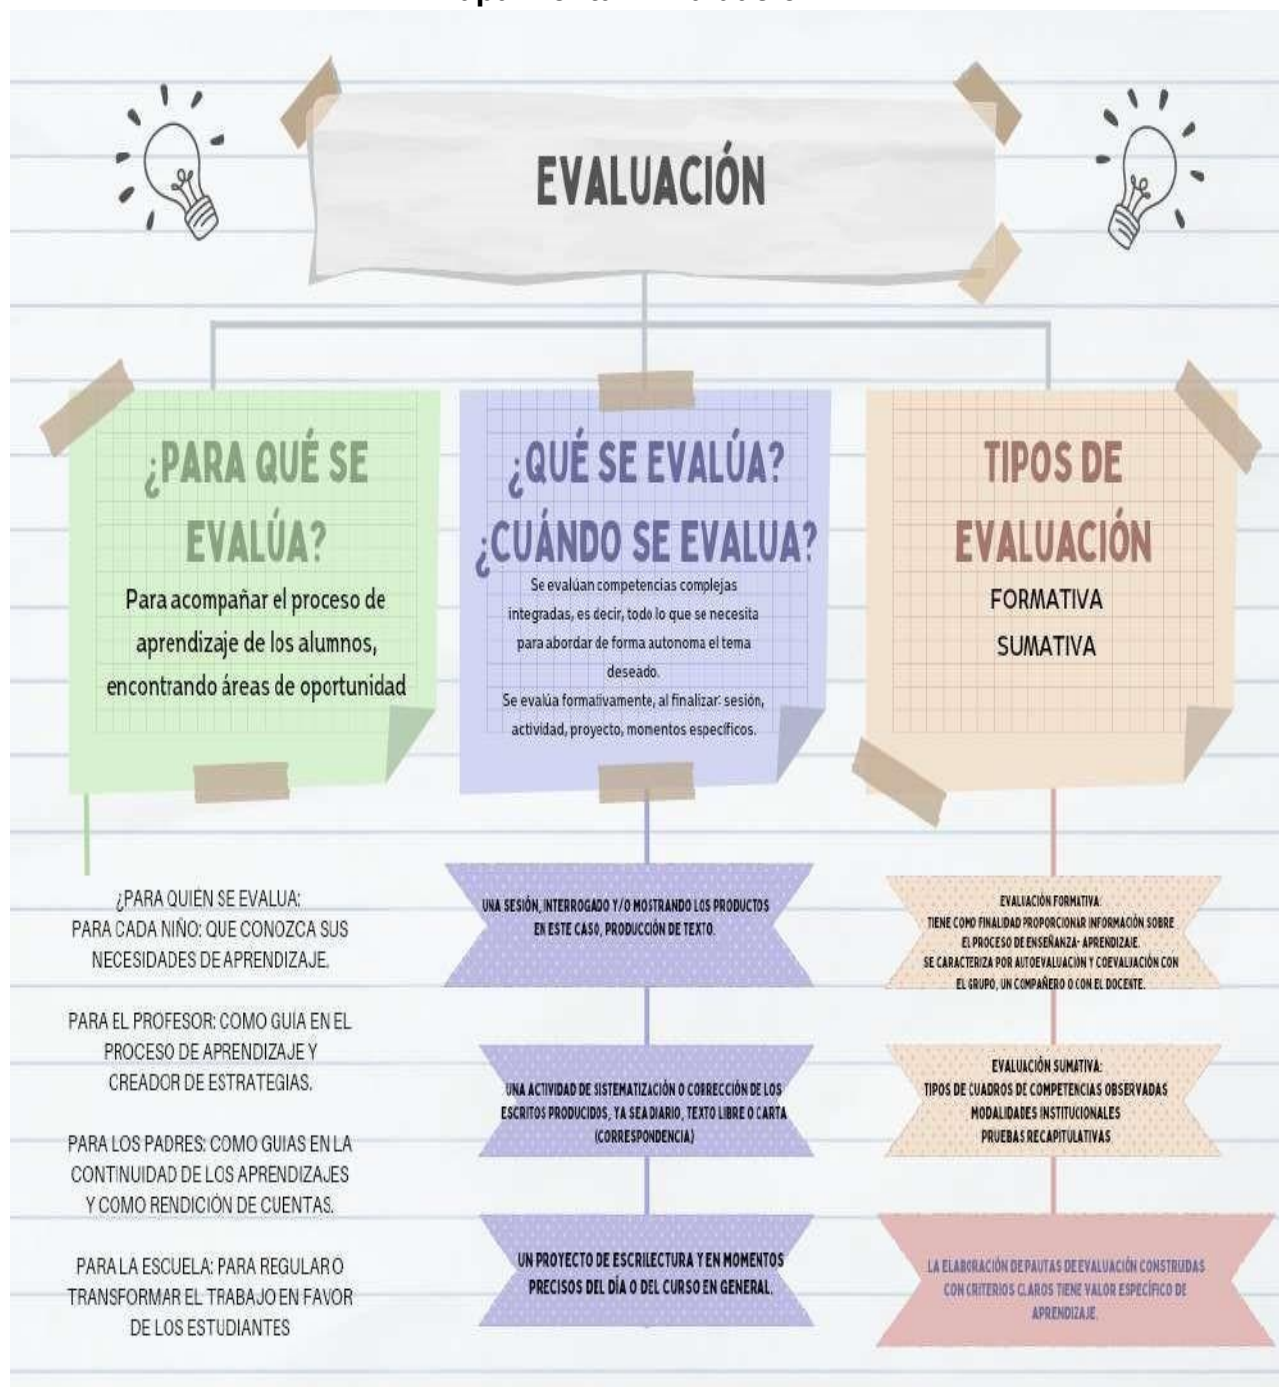 EVALUACIÓN
¿PARA QUÉ SE
EVALÚA?
Para acompañar el proceso de
aprendizaje de los alumnos,
encontrando áreas de oportunidad
¿PARA QUIÉN SE EVALUA:
PARA CADA NIÑO: QUE CONOZCA SUS
NECESIDADES DE APRENDIZAJE.
PARA EL PROFESOR: COMO GUIA EN EL
PROCESO DE APRENDIZAJE Y
CREADOR DE ESTRATEGIAS.
PARA LOS PADRES: COMO GUIAS EN LA
CONTINUIDAD DE LOS APRENDIZAJES
Y COMO RENDICIÓN DE CUENTAS.
PARA LA ESCUELA: PARA REGULAR O
TRANSFORMAR EL TRABAJO EN FAVOR
DE LOS ESTUDIANTES
¿QUÉ SE EVALÚA?
¿CUÁNDO SE EVALUA?
Se evalúan competencias complejas
integradas, es decir, todo lo que se necesita
para abordar de forma autonoma el tema
deseado.
Se evalúa formativamente, al finalizar: sesión,
actividad, proyecto, momentos específicos.
UNA SESIÓN, INTERROGADO Y/O MOSTRANDO LOS PRODUCTOS
EN ESTE CASO, PRODUCCIÓN DE TEXTO.
UNA ACTIVIDAD DE SISTEMATIZACIÓN O CORRECCIÓN DE LOS
ESCRITOS PRODUCIDOS, YA SEA DIARIO, TEXTO LIBRE O CARTA
(CORRESPONDENCIA)
UN PROYECTO DE ESCRILECTURA Y EN MOMENTOS
PRECISOS DEL DÍA O DEL CURSO EN GENERAL.
TIPOS DE
EVALUACIÓN
FORMATIVA
SUMATIVA
EVALUACIÓN FORMATIVA:
TIENE COMO FINALIDAD PROPORCIONAR INFORMACIÓN SOBRE
EL PROCESO DE ENSEÑANZA- APRENDIZAJE.
SE CARACTERIZA POR AUTOEVALUACIÓN Y COEVALUACIÓN CON
EL GRUPO, UN COMPAÑERO O CON EL DOCENTE.
EVALUACIÓN SUMATIVA:
TIPOS DE CUADROS DE COMPETENCIAS OBSERVADAS
MODALIDADES INSTITUCIONALES
PRUEBAS RECAPITULATIVAS
LA ELABORACIÓN DE PAUTAS DE EVALUACIÓN CONSTRUIDAS
CON CRITERIOS CLAROS TIENE VALOR ESPECÍFICO DE
APRENDIZAJE.